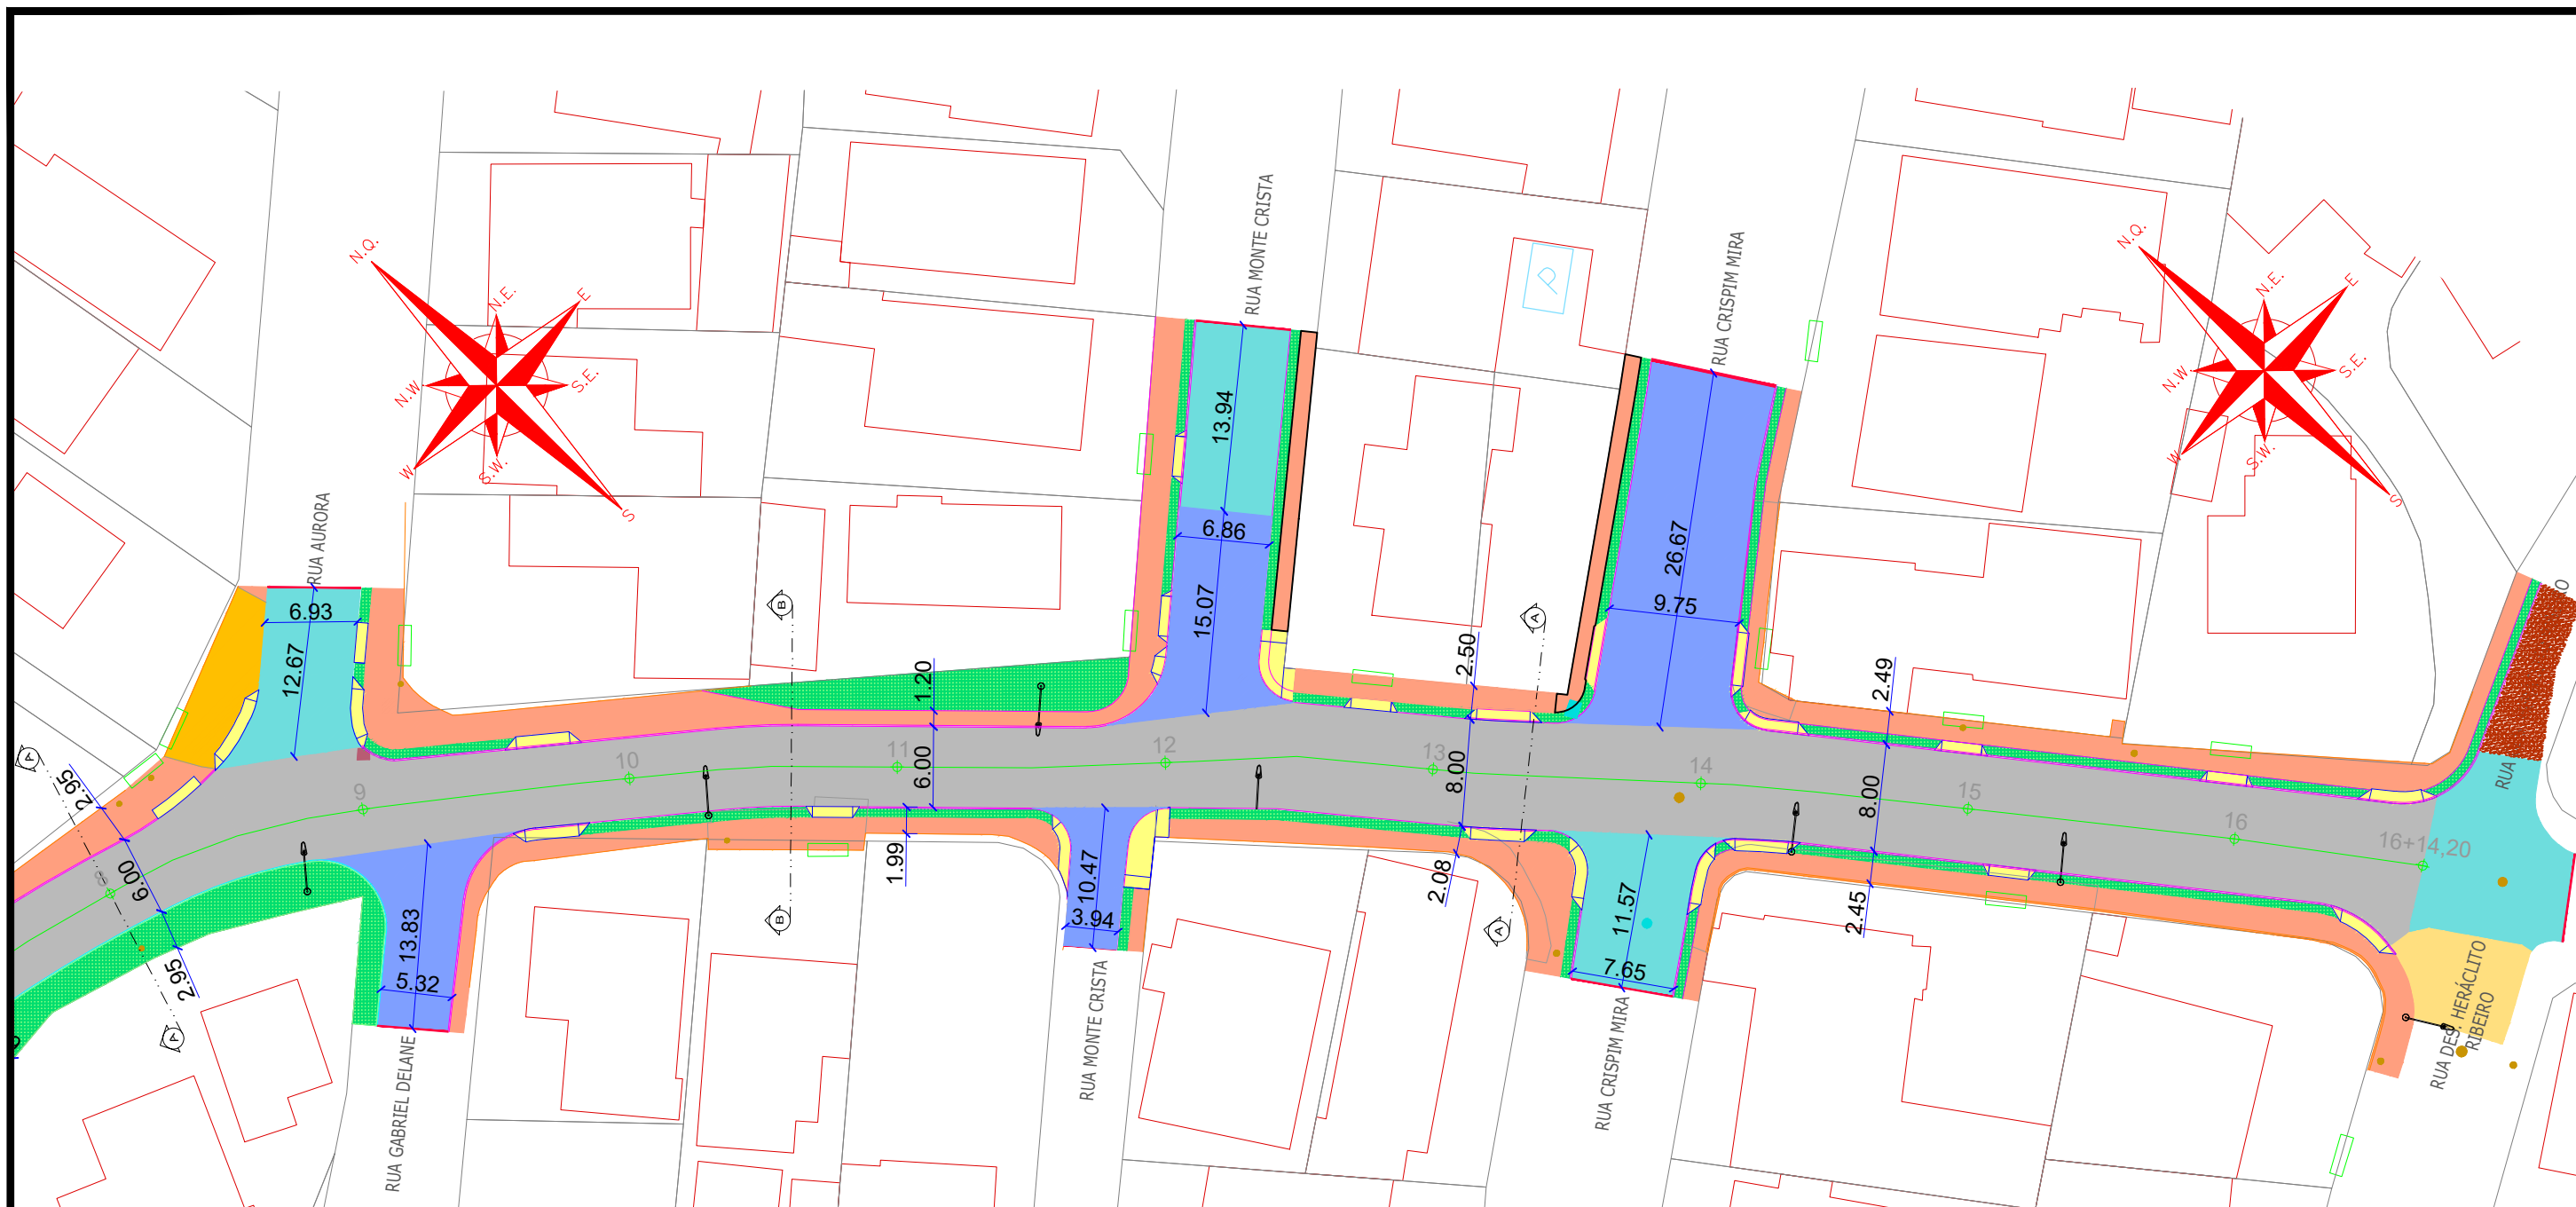 RUA MONTE CRISTA
RUA CRISPIM MIRA
N.Q.
N.E.
E
N.W.
S.E.
W
S.W.
S
N.Q.
N.E.
E
N.W.
S.E.
W
S.W.
S
P
13.94
6.86
15.07
26.67
9.75
RUA AURORA
6.93
12.67
B
A
2.50
2.49
1.20
6.00
8.00
8.00
A
2.95
6.00
2.95
A
8
9
10
11
12
13
14
15
16
16+14,20
RUA
O
1.99
10.47
3.94
2.08
11.57
7.65
2.45
13.83
5.32
B
A
RUA GABRIEL DELANE
RUA MONTE CRISTA
RUA CRISPIM MIRA
RUA DES. HERÁCLITO
RIBEIRO